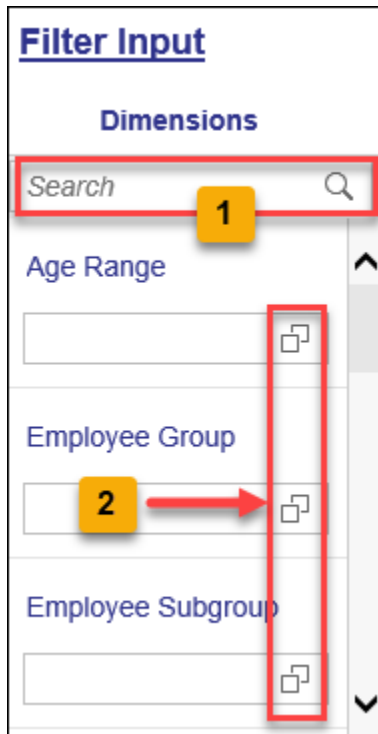 Filter Input
Dimensions
Search
1
Age Range
Employee Group
2
Employee Subgroup